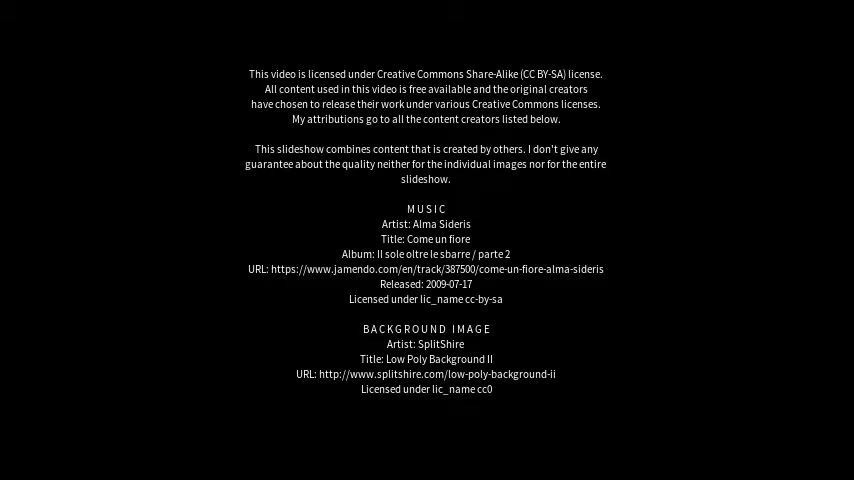 This video is licensed under Creative Commons Share-Alike (CC BY-SA) license.
All content used in this video is free available and the original creators
have chosen to release their work under various Creative Commons licenses.
My attributions go to all the content creators listed below.
This slideshow combines content that is created by others. I don't give any
guarantee about the quality neither for the individual images nor for the entire
slideshow.
MUSIC
Artist: Alma Sideris
Title: Come un fiore
Album: Il sole oltre le sbarre / parte 2
URL: https://www.jamendo.com/en/track/387500/come-un-fiore-alma-sideris
Released: 2009-07-17
Licensed under lic_name cc-by-sa
BACKGROUND IMAGE
Artist: SplitShire
Title: Low Poly Background II
URL: http://www.splitshire.com/low-poly-background-ii
Licensed under lic_name cc0